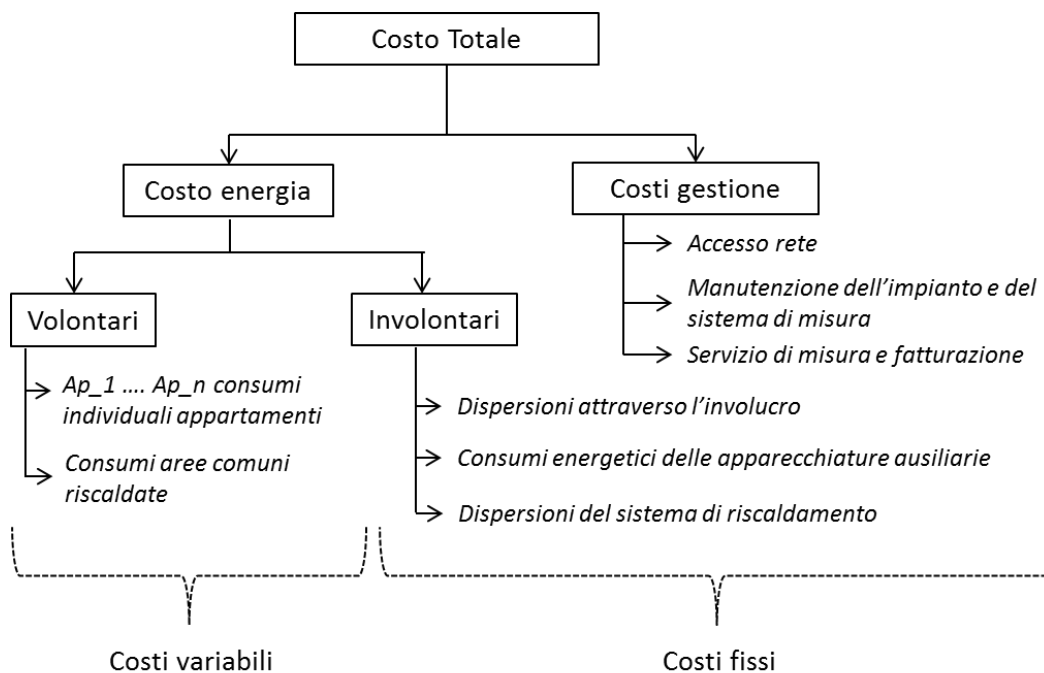 Costo Totale
Costo energia
Costi gestione
Accesso rete
Manutenzione dell'impianto e del
sistema di misura
Servizio di misura e fatturazione
Volontari
Involontari
Ap_1 .... Ap_n consumi
individuali appartamenti
Consumi aree comuni
riscaldate
Dispersioni attraverso l'involucro
Consumi energetici delle apparecchiature ausiliarie
Dispersioni del sistema di riscaldamento
Costi variabili
Costi fissi